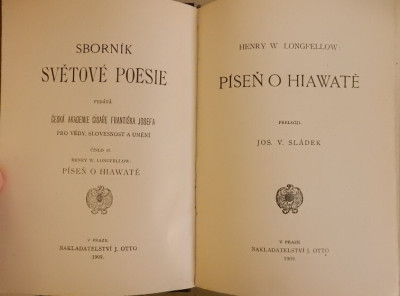 SBORNÍK
SVĚTOVÉ POESIE
VYDÁVÁ
ČESKÁ AKADEMIE CÍSAŘE FRANTIŠKA JOSEFA
PRO VĚDY, SLOVESNOST A UMĚNÍ
HENRY W. LONGFELLOW:
PÍSEŇ O HIAWATĚ
V PRAZE
NAKLADATELSTVÍ J. OTTO
HENRY W. LONGFELLOW:
PÍSEŇ O HIAWATĚ
PŘELOŽIL
JOS. V. SLÁDEK
V PRAZE
NAKLADATELSTVÍ J. OTTO